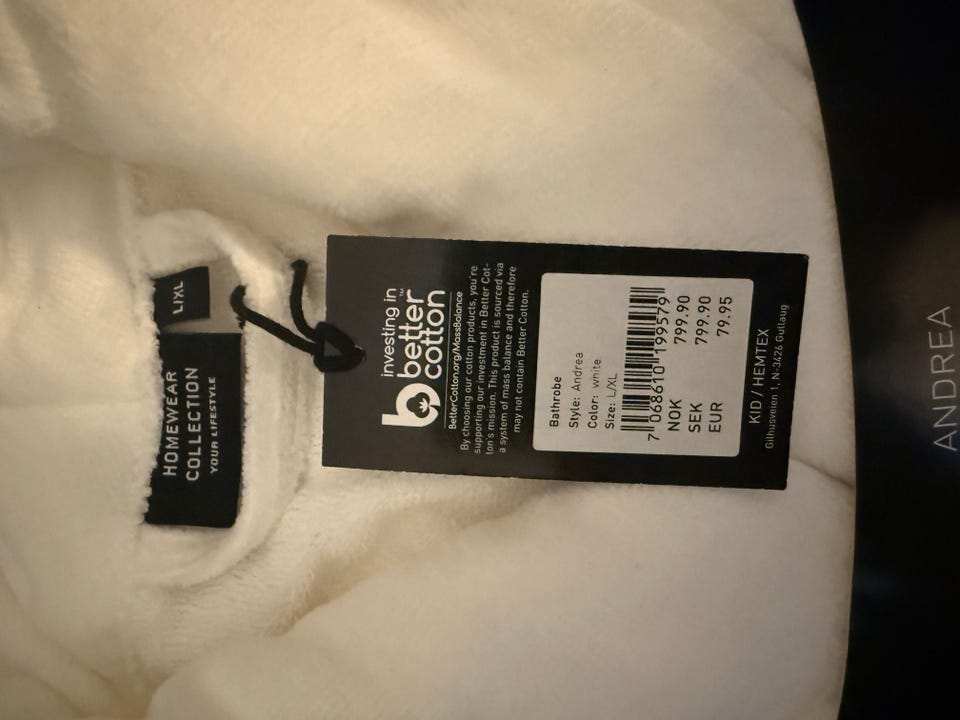 L/XL
HOMEWEAR
COLLECTION
YOUR LIFESTYLE
investing in
better™
cotton
BetterCotton.org/MassBalance
By choosing our cotton products, you're
supporting our investment in Better Cot-
ton's mission. This product is sourced via
a system of mass balance and therefore
may not contain Better Cotton.
Bathrobe
Style: Andrea
Color: white
Size: L/XL
7 068610 199579
NOK 799.90
SEK 799.90
EUR 79.95
KID / HEMTEX
Gilhusveien 1, N-3426 Gullaug
ANDREA